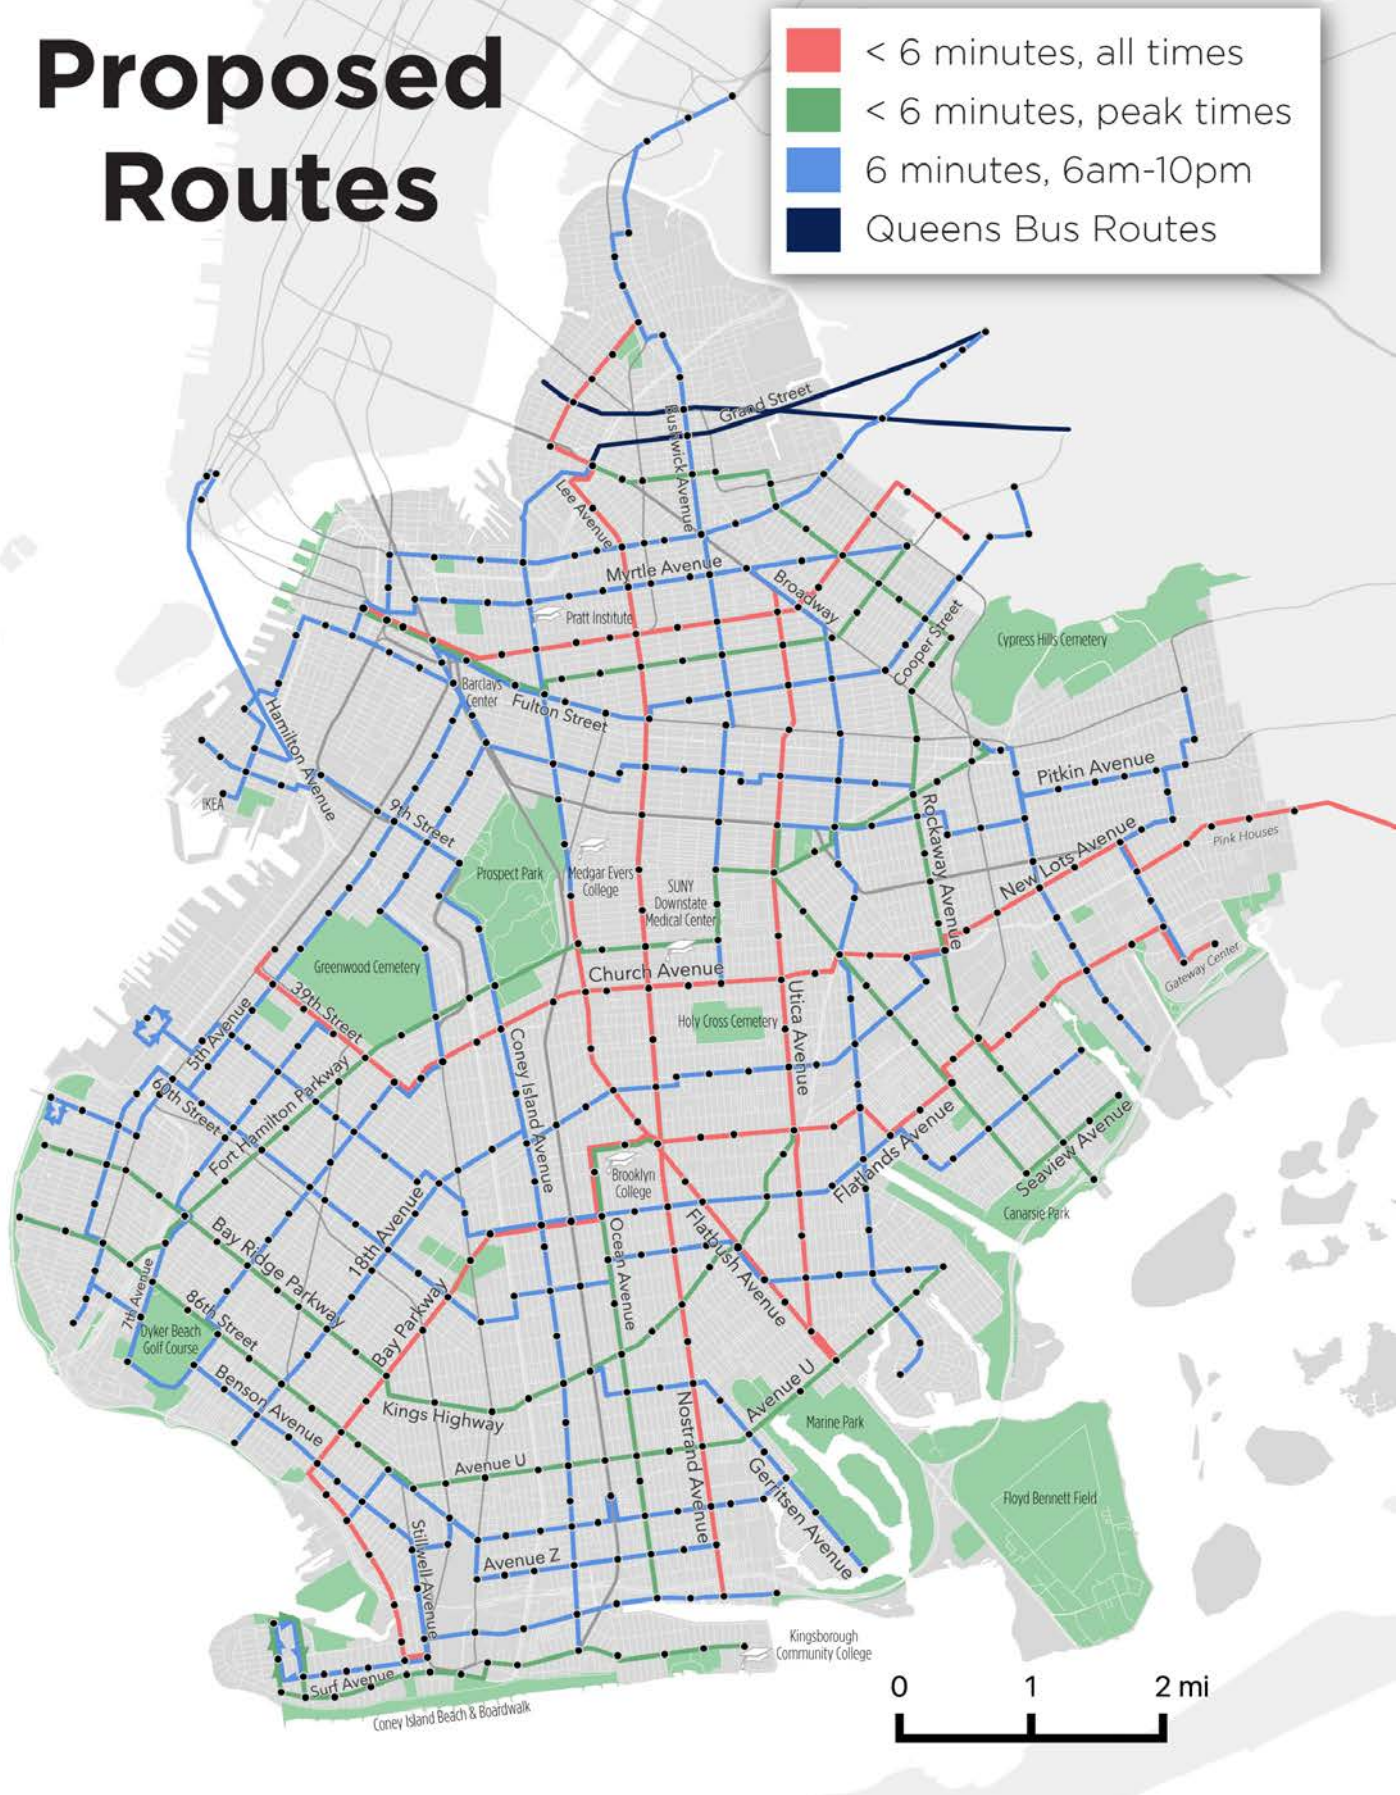 Proposed
Routes
< 6 minutes, all times
< 6 minutes, peak times
6 minutes, 6am-10pm
Queens Bus Routes
Grand Street
Bushwick Avenue
Lee Avenue
Myrtle Avenue
Broadway
Pratt Institute
Cooper Street
Cypress Hills Cemetery
Barclays
Center
Fulton Street
Hamilton Avenue
Pitkin Avenue
IKEA
9th Street
Rockaway Avenue
New Lots Avenue
Pink Houses
Prospect Park
Medgar Evers
College
SUNY
Downstate
Medical Center
Greenwood Cemetery
Church Avenue
Gateway Center
39th Street
Utica Avenue
Holy Cross Cemetery
5th Avenue
Coney Island Avenue
60th Street
Fort Hamilton Parkway
Flatlands Avenue
Seaview Avenue
Brooklyn
College
Canarsie Park
18th Avenue
Bay Ridge Parkway
Ocean Avenue
Flatbush Avenue
7th Avenue
86th Street
Bay Parkway
Dyker Beach
Golf Course
Benson Avenue
Kings Highway
Nostrand Avenue
Avenue U
Marine Park
Avenue U
Gerritsen Avenue
Floyd Bennett Field
Stillwell Avenue
Avenue Z
Kingsborough
Community College
Surf Avenue
Coney Island Beach & Boardwalk
0 1 2 mi